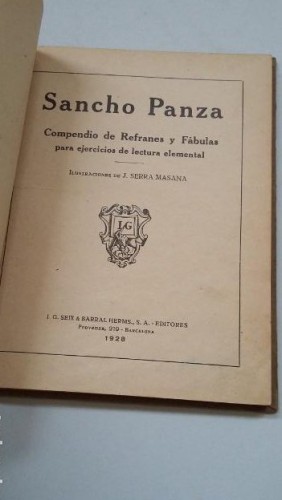 Sancho Panza
Compendio de Refranes y Fábulas
para ejercicios de lectura elemental
ILUSTRACIONES DE J. SERRA MASANA
I.G
I. G. SEIX & BARRAL HERMS., S. A. - EDITORES
PROVENZA, 219 - BARCELONA
1928